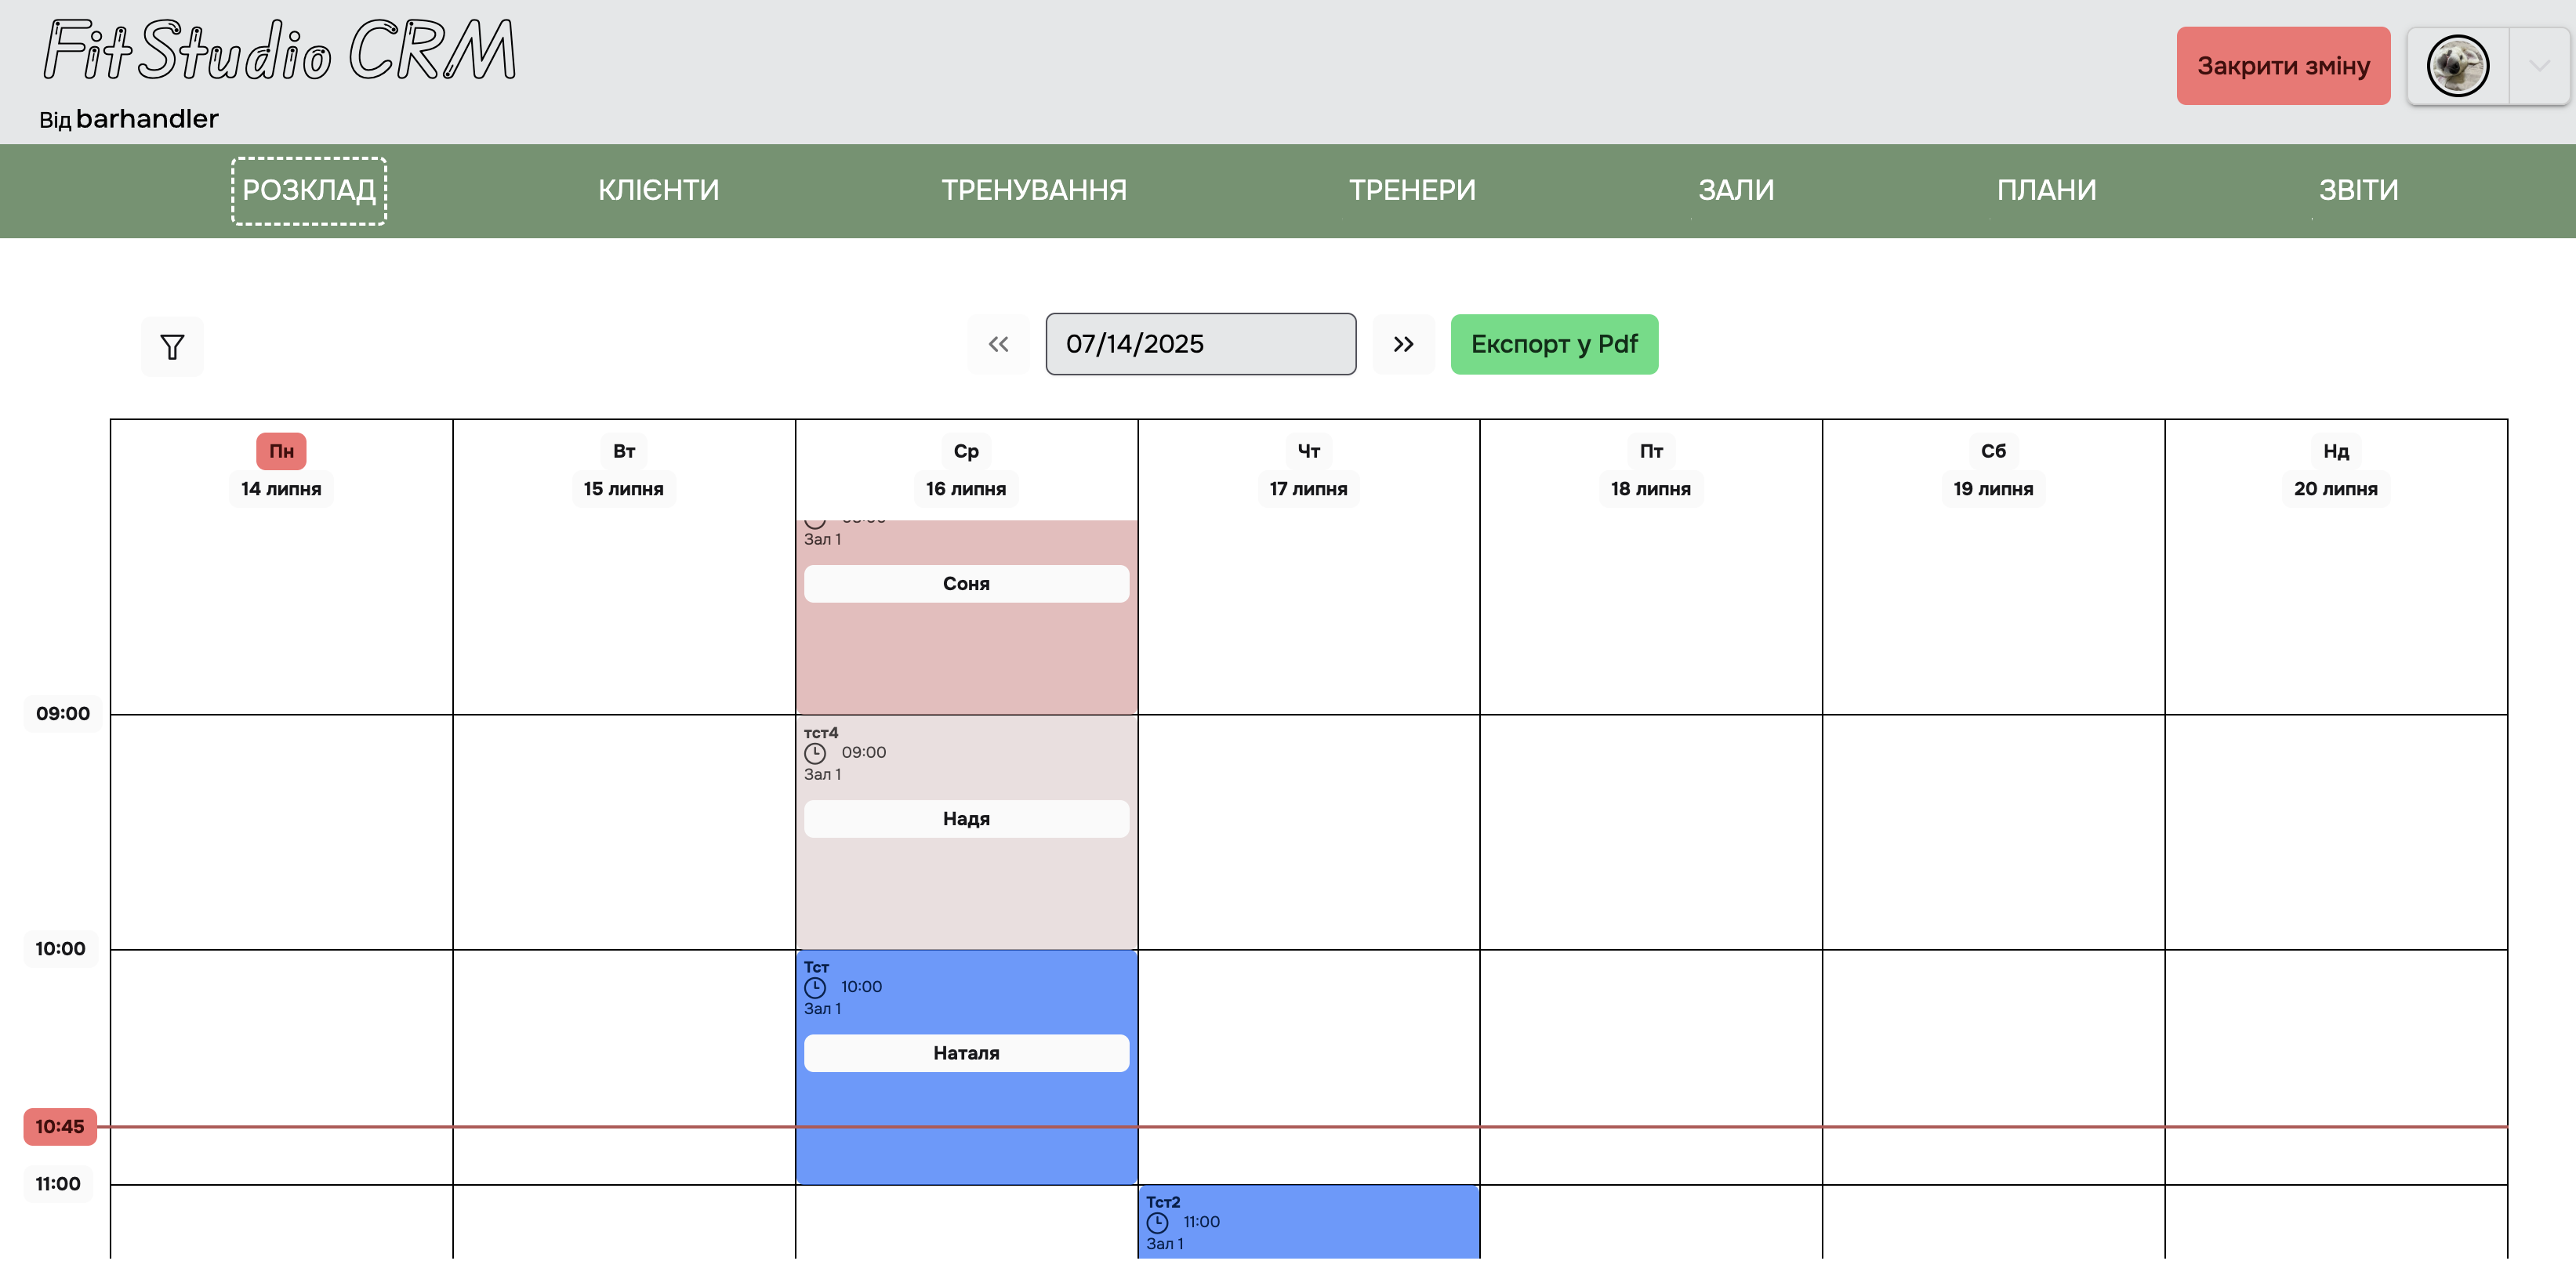 FitStudio CRM
Від barhandler
Закрити зміну
РОЗКЛАД КЛІЄНТИ ТРЕНУВАННЯ ТРЕНЕРИ ЗАЛИ ПЛАНИ ЗВІТИ
07/14/2025
Експорт у Pdf
Пн Вт Ср Чт Пт Сб Нд
14 липня 15 липня 16 липня 17 липня 18 липня 19 липня 20 липня
Зал 1
Соня
09:00
тст4
09:00
Зал 1
Надя
10:00
Тст
10:00
Зал 1
Наталя
10:45
11:00
Тст2
11:00
Зал 1